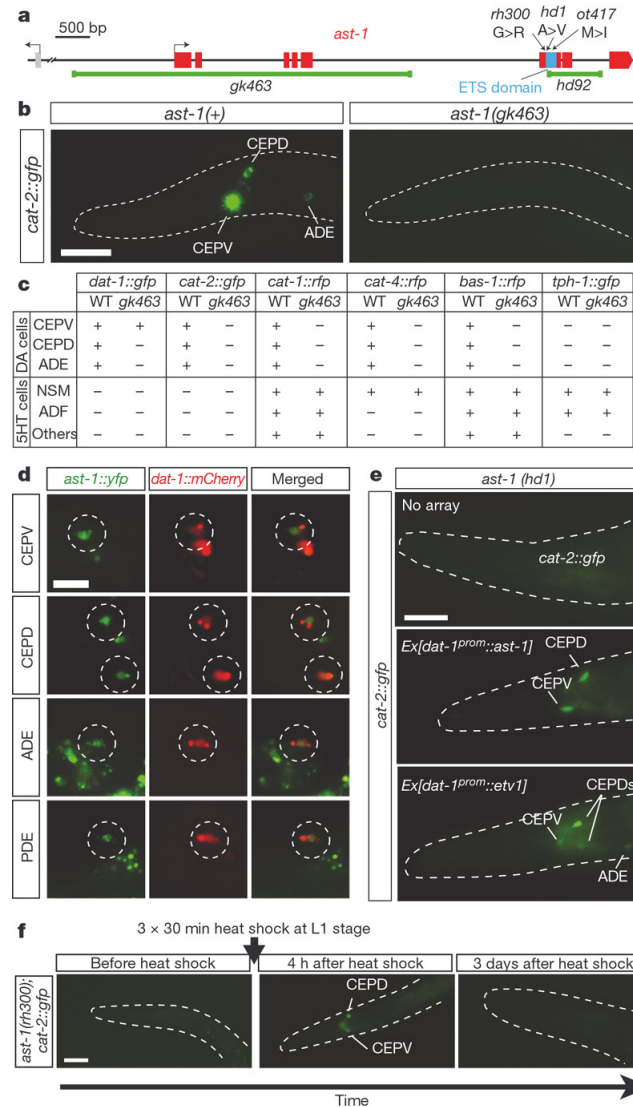 a
500 bp
ast-1
rh300 hd1 ot417
G>R A>V M>I
gk463
ETS domain
hd92
b
ast-1(+) ast-1(gk463)
cat-2::gfp
CEPD
CEPV
ADE
c
dat-1::gfp cat-2::gfp cat-1::rfp cat-4::rfp bas-1::rfp tph-1::gfp
WT gk463 WT gk463 WT gk463 WT gk463 WT gk463 WT gk463
DA cells
CEPV + + + – + – + – + – – –
CEPD + – + – + – + – + – – –
ADE + – + – + – + – + – – –
5HT cells
NSM – – – – + + + + + + + +
ADF – – – – + + – – + + + +
Others – – – – + + – – + + – –
d
ast-1::yfp dat-1::mCherry Merged
CEPV
CEPD
ADE
PDE
e
ast-1 (hd1)
cat-2::gfp
No array
cat-2::gfp
Ex[dat-1prom::ast-1]
CEPD
CEPV
Ex[dat-1prom::etv1]
CEPDs
CEPV
ADE
f
3 × 30 min heat shock at L1 stage
Before heat shock 4 h after heat shock 3 days after heat shock
ast-1(rh300);
cat-2::gfp
CEPD
CEPV
Time